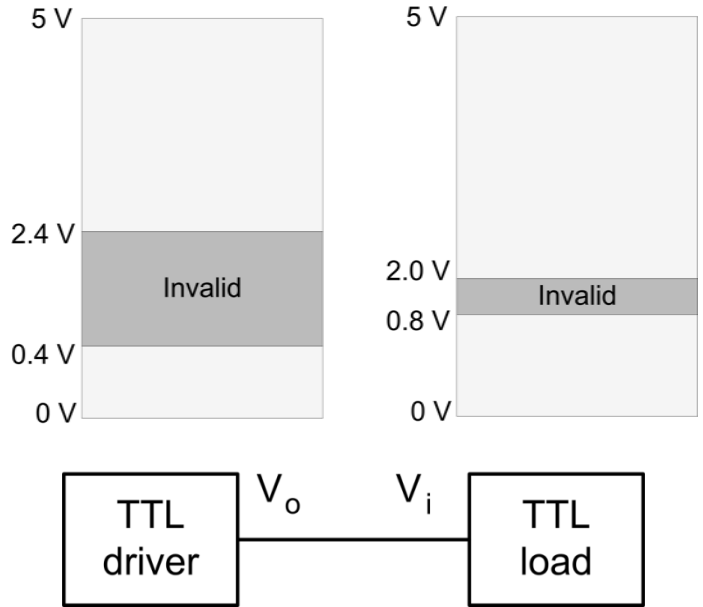 5 V
2.4 V
Invalid
0.4 V
0 V
5 V
2.0 V
Invalid
0.8 V
0 V
TTL
driver
Vo
Vi
TTL
load